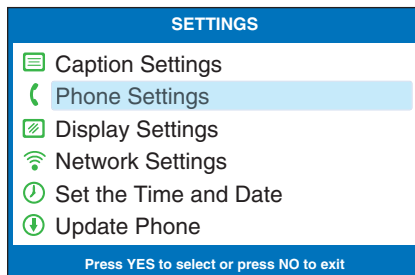 SETTINGS
Caption Settings
Phone Settings
Display Settings
Network Settings
Set the Time and Date
Update Phone
Press YES to select or press NO to exit